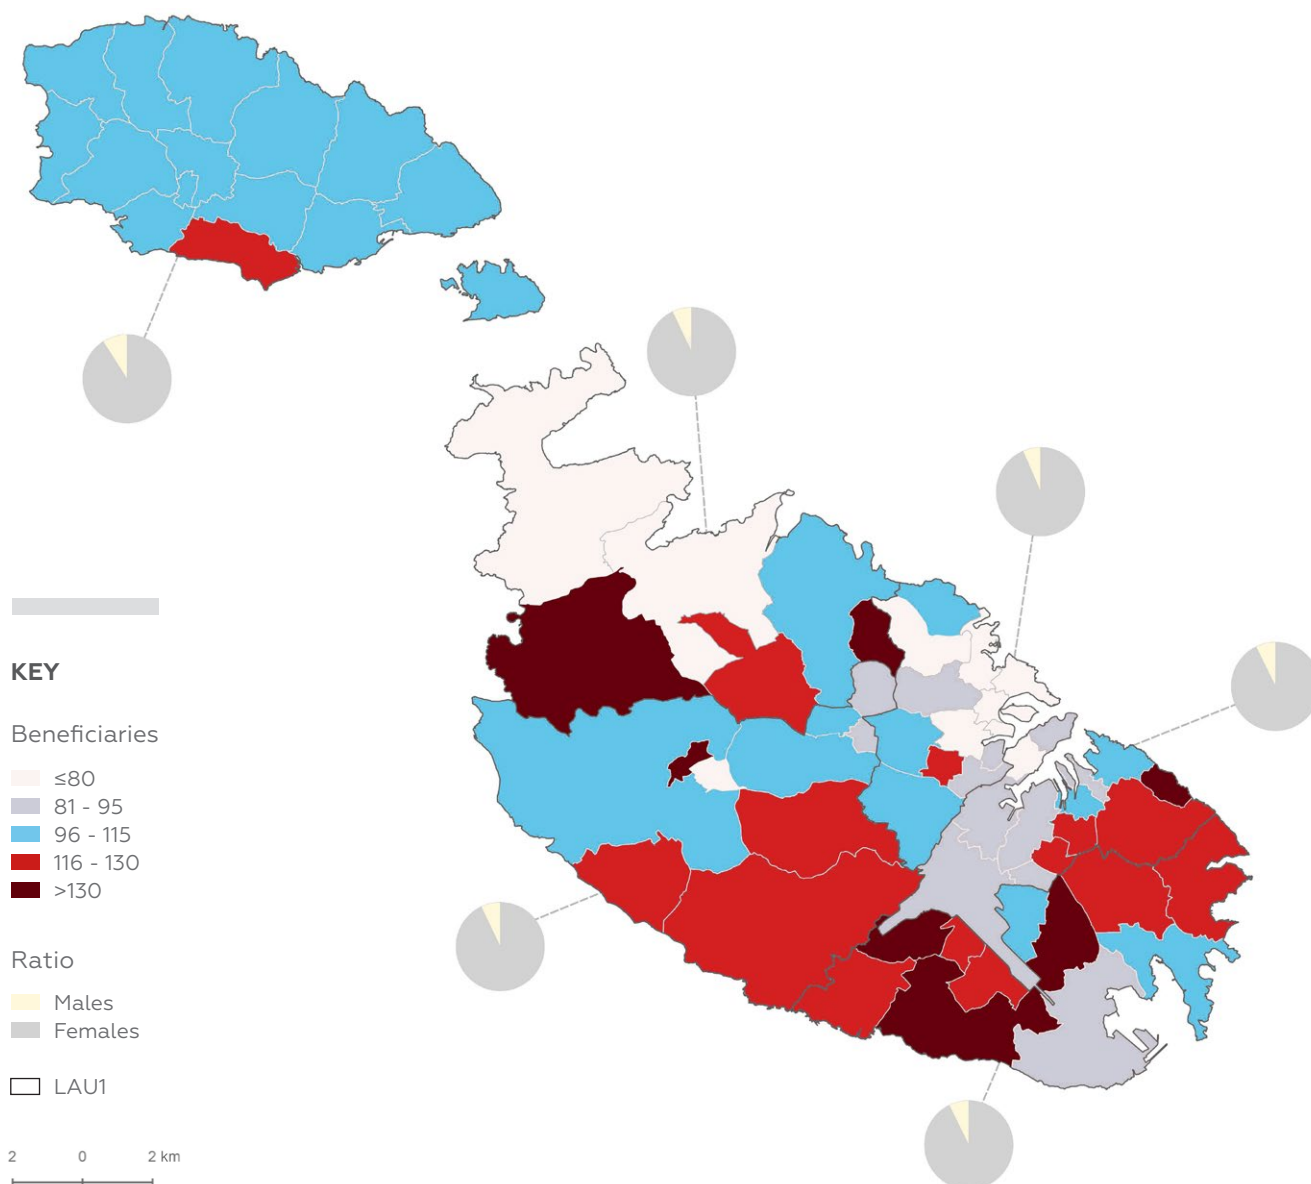 KEY
Beneficiaries
≤80
81 - 95
96 - 115
116 - 130
>130
Ratio
Males
Females
LAU1
2 0 2 km